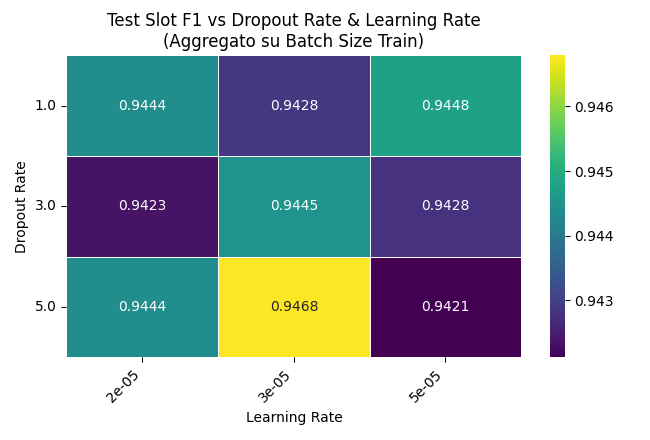 Test Slot F1 vs Dropout Rate & Learning Rate
(Aggregato su Batch Size Train)
Dropout Rate
1.0
0.9444
0.9428
0.9448
3.0
0.9423
0.9445
0.9428
5.0
0.9444
0.9468
0.9421
2e-05
3e-05
5e-05
Learning Rate
0.946
0.945
0.944
0.943